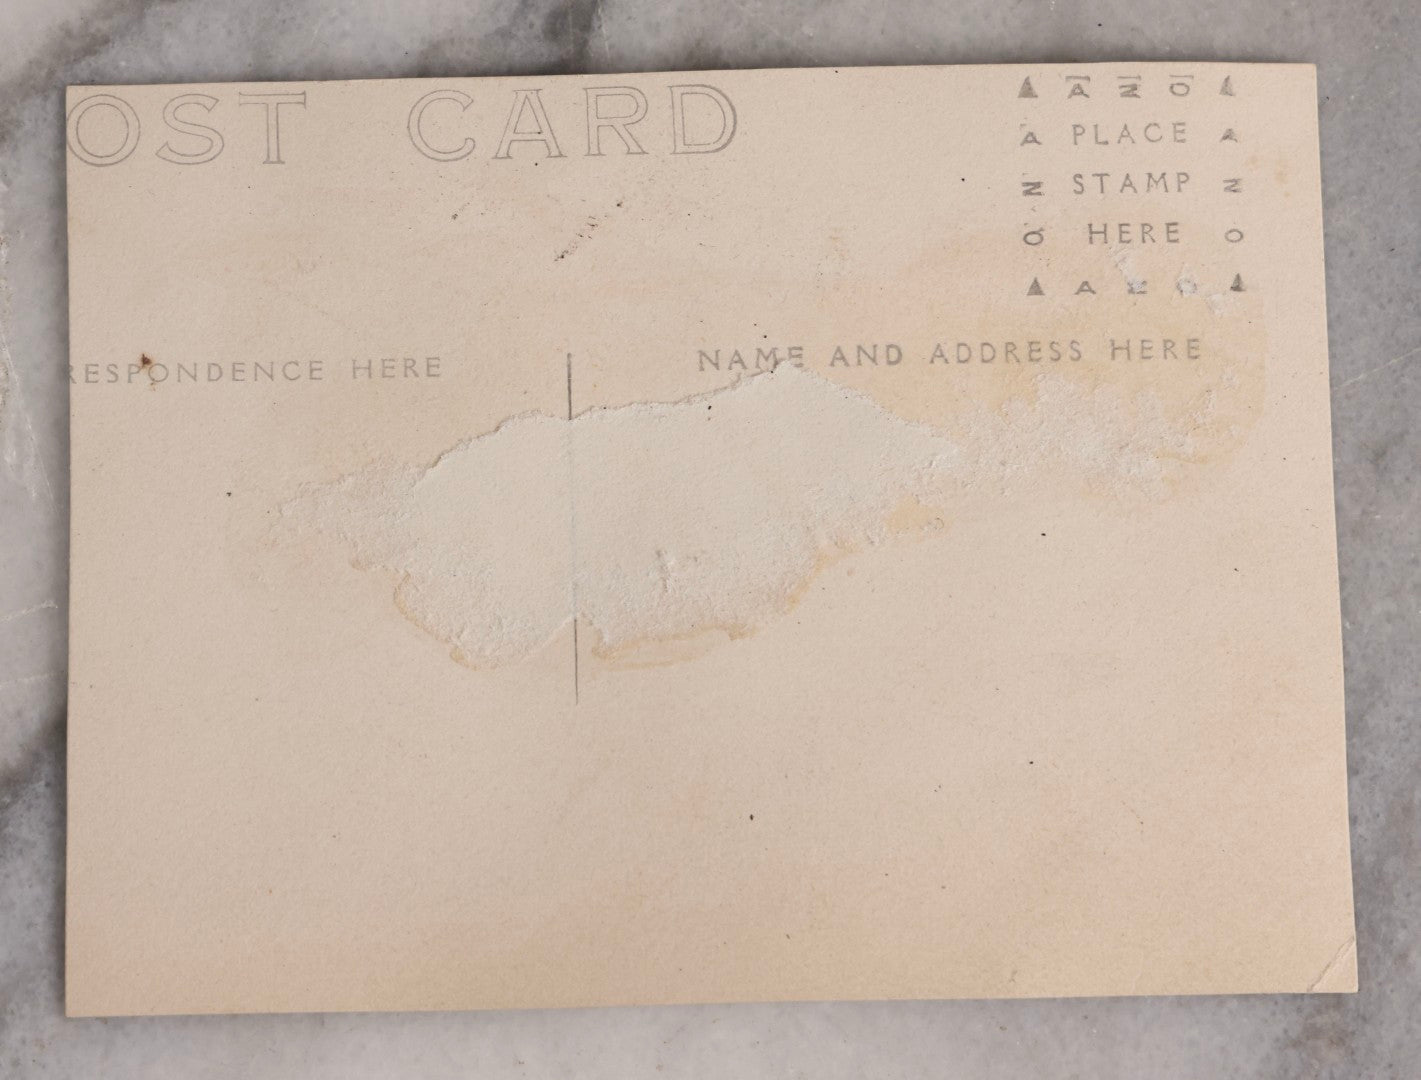 OST CARD
A Z O
A PLACE A
Z STAMP Z
O HERE O
A Z O
RESPONDENCE HERE
NAME AND ADDRESS HERE